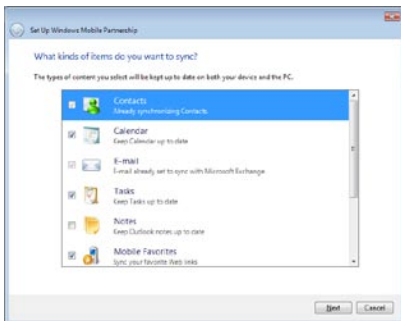 Set Up Windows Mobile Partnership
What kinds of items do you want to sync?
The types of content you select will be kept up to date on both your device and the PC.
Contacts
Already synchronizing Contacts
Calendar
Keep Calendar up to date
E-mail
E-mail already set to sync with Microsoft Exchange
Tasks
Keep Tasks up to date
Notes
Keep Outlook notes up to date
Mobile Favorites
Sync your favorite Web links
Next
Cancel